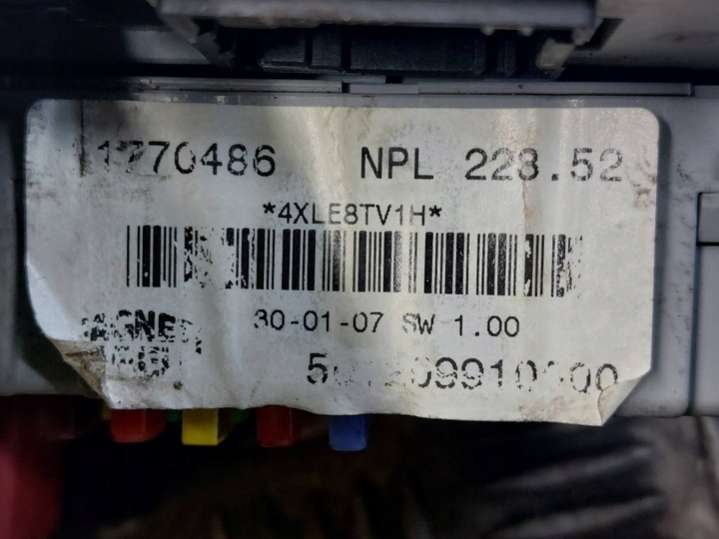 1770486 NPL 228.52
*4XLE8TV1H*
30-01-07 SW 1.00